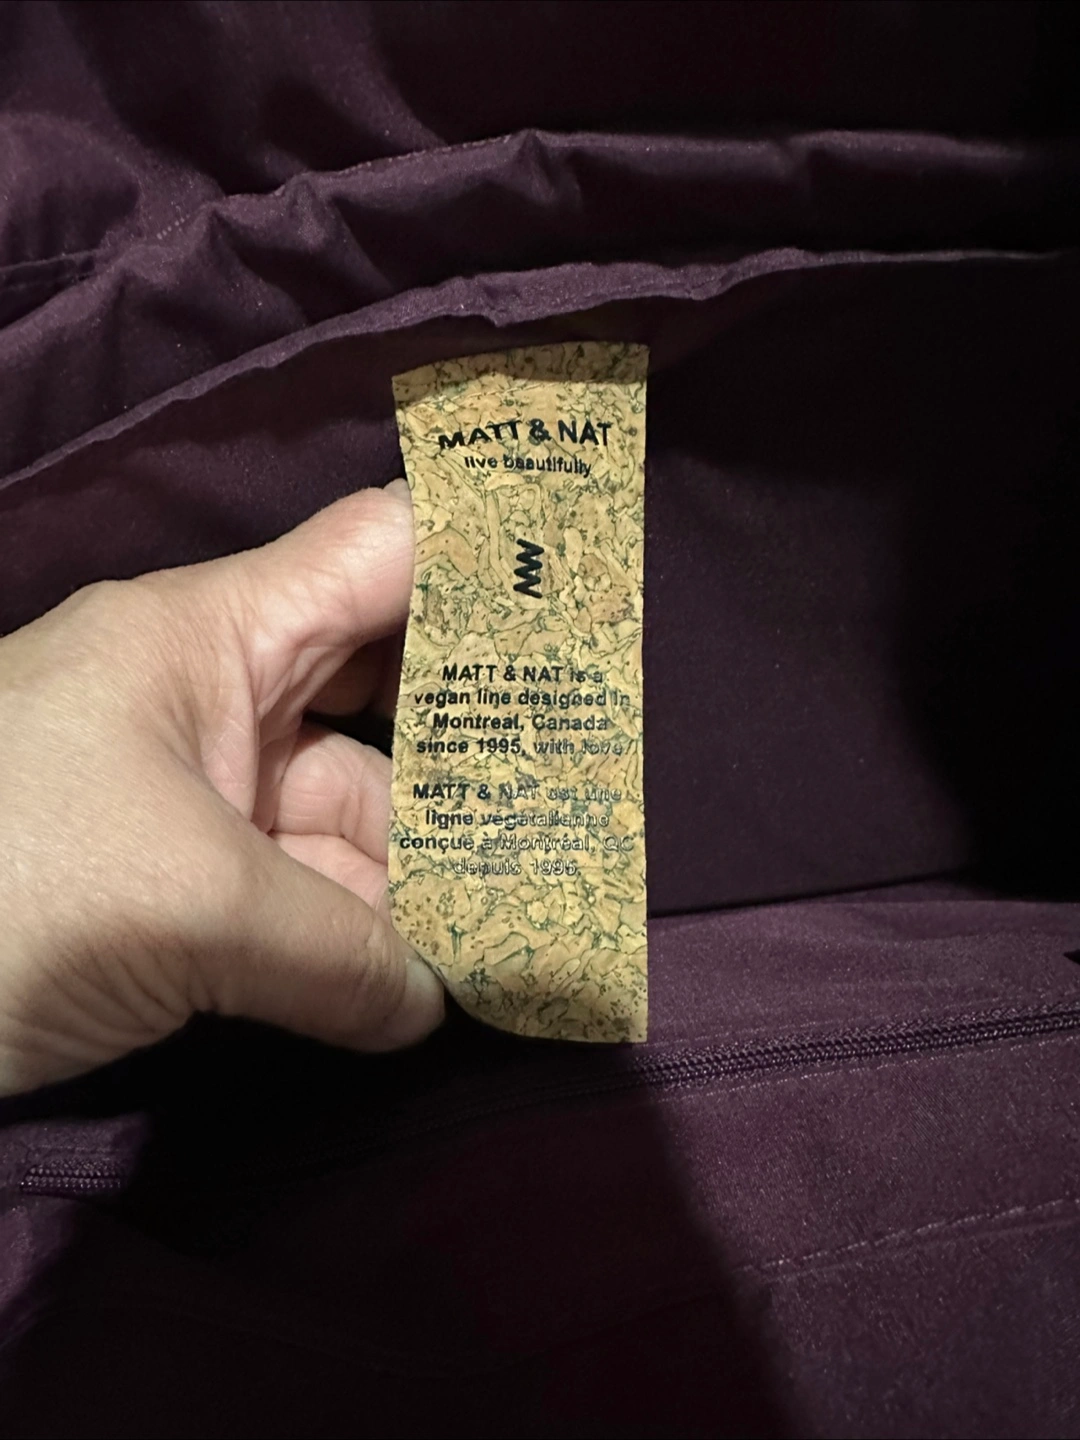 MATT & NAT
live beautifully
MATT & NAT is a
vegan line designed in
Montreal, Canada
since 1995, with love/
MATT & NAT est une
ligne végétalienne
conçue à Montréal, QC
depuis 1995.